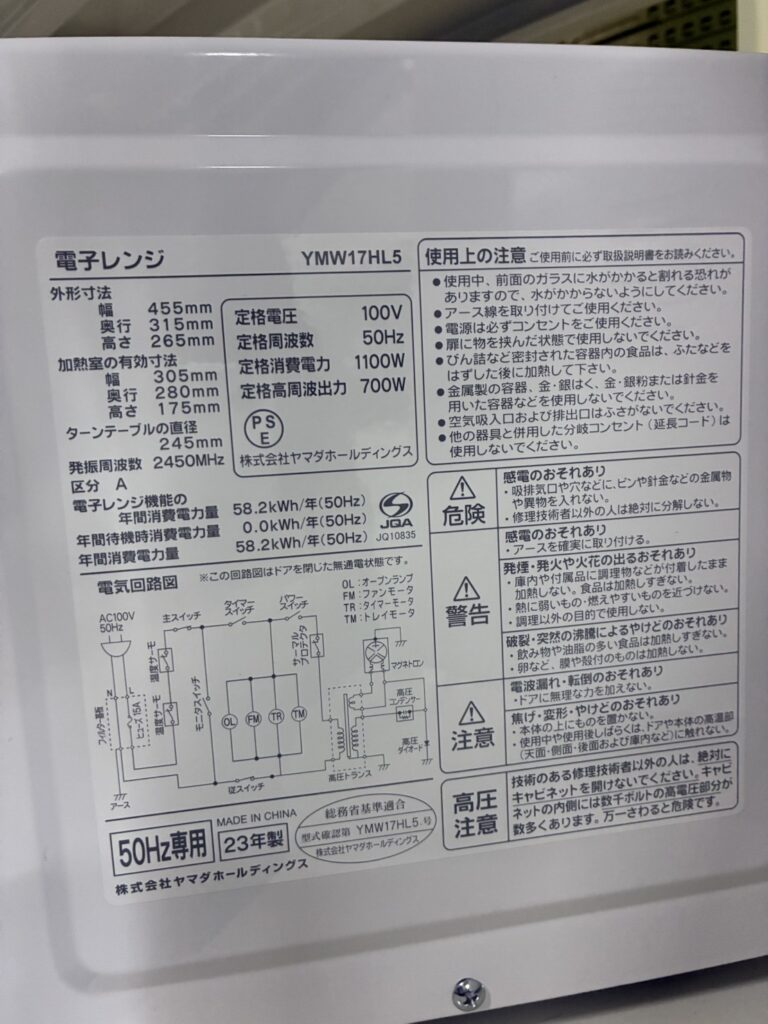 電子レンジ YMW17HL5
外形寸法
幅 455mm
奥行 315mm
高さ 265mm
加熱室の有効寸法
幅 305mm
奥行 280mm
高さ 175mm
ターンテーブルの直径
245mm
発振周波数 2450MHz
区分 A
定格電圧 100V
定格周波数 50Hz
定格消費電力 1100W
定格高周波出力 700W
PS
E
株式会社ヤマダホールディングス
電子レンジ機能の
年間消費電力量 58.2kWh/年(50Hz)
年間待機時消費電力量 0.0kWh/年(50Hz)
年間消費電力量 58.2kWh/年(50Hz)
JQA
JQ10835
電気回路図 ※この回路図はドアを閉じた無通電状態です。
OL：オーブンランプ
FM：ファンモータ
TR：タイマーモータ
TM：トレイモータ
AC100V
50Hz
主スイッチ
タイマー
スイッチ
パワー
スイッチ
温度サーモ
サーマル
プロテクタ
マグネトロン
N
L
フィルター基板
ヒューズ 15A
温度サーモ
モニタスイッチ
OL
FM
TR
TM
高圧
コンデンサー
高圧
ダイオード
高圧トランス
従スイッチ
アース
50Hz専用
MADE IN CHINA
23年製
総務省基準適合
型式確認第 YMW17HL5 号
株式会社ヤマダホールディングス
株式会社ヤマダホールディングス
使用上の注意 ご使用前に必ず取扱説明書をお読みください。
●使用中、前面のガラスに水がかかると割れる恐れが
ありますので、水がかからないようにしてください。
●アース線を取り付けてご使用ください。
●電源は必ずコンセントをご使用ください。
●扉に物を挟んだ状態で使用しないでください。
●びん詰など密封された容器内の食品は、ふたなどを
はずした後に加熱して下さい。
●金属製の容器、金・銀はく、金・銀粉または針金を
用いた容器などを使用しないでください。
●空気吸入口および排出口はふさがないでください。
●他の器具と併用した分岐コンセント（延長コード）は
使用しないでください。
危険
感電のおそれあり
・吸排気口や穴などに、ピンや針金などの金属物
や異物を入れない。
・修理技術者以外の人は絶対に分解しない。
警告
感電のおそれあり
・アースを確実に取り付ける。
発煙・発火や火花の出るおそれあり
・庫内や付属品に調理物などが付着したまま
加熱しない。食品は加熱しすぎない。
・熱に弱いもの・燃えやすいものを近づけない。
・調理以外の目的で使用しない。
破裂・突然の沸騰によるやけどのおそれあり
・飲み物や油脂の多い食品は加熱しすぎない。
・卵など、膜や殻付のものは加熱しない。
注意
電波漏れ・転倒のおそれあり
・ドアに無理な力を加えない。
焦げ・変形・やけどのおそれあり
・本体の上にものを置かない。
・使用中や使用後しばらくは、ドアや本体の高温部
（天面・側面・後面および庫内など）に触れない。
高圧
注意
技術のある修理技術者以外の人は、絶対に
キャビネットを開けないでください。キャビ
ネットの内側には数千ボルトの高電圧部分が
数多くあります。万一さわると危険です。